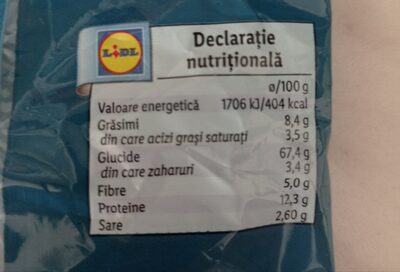 LIDL
Declarație
nutrițională
ø/100 g
Valoare energetică 1706 kJ/404 kcal
Grăsimi 8,4 g
din care acizi grași saturați 3,5 g
Glucide 67,4 g
din care zaharuri 3,4 g
Fibre 5,0 g
Proteine 12,3 g
Sare 2,60 g